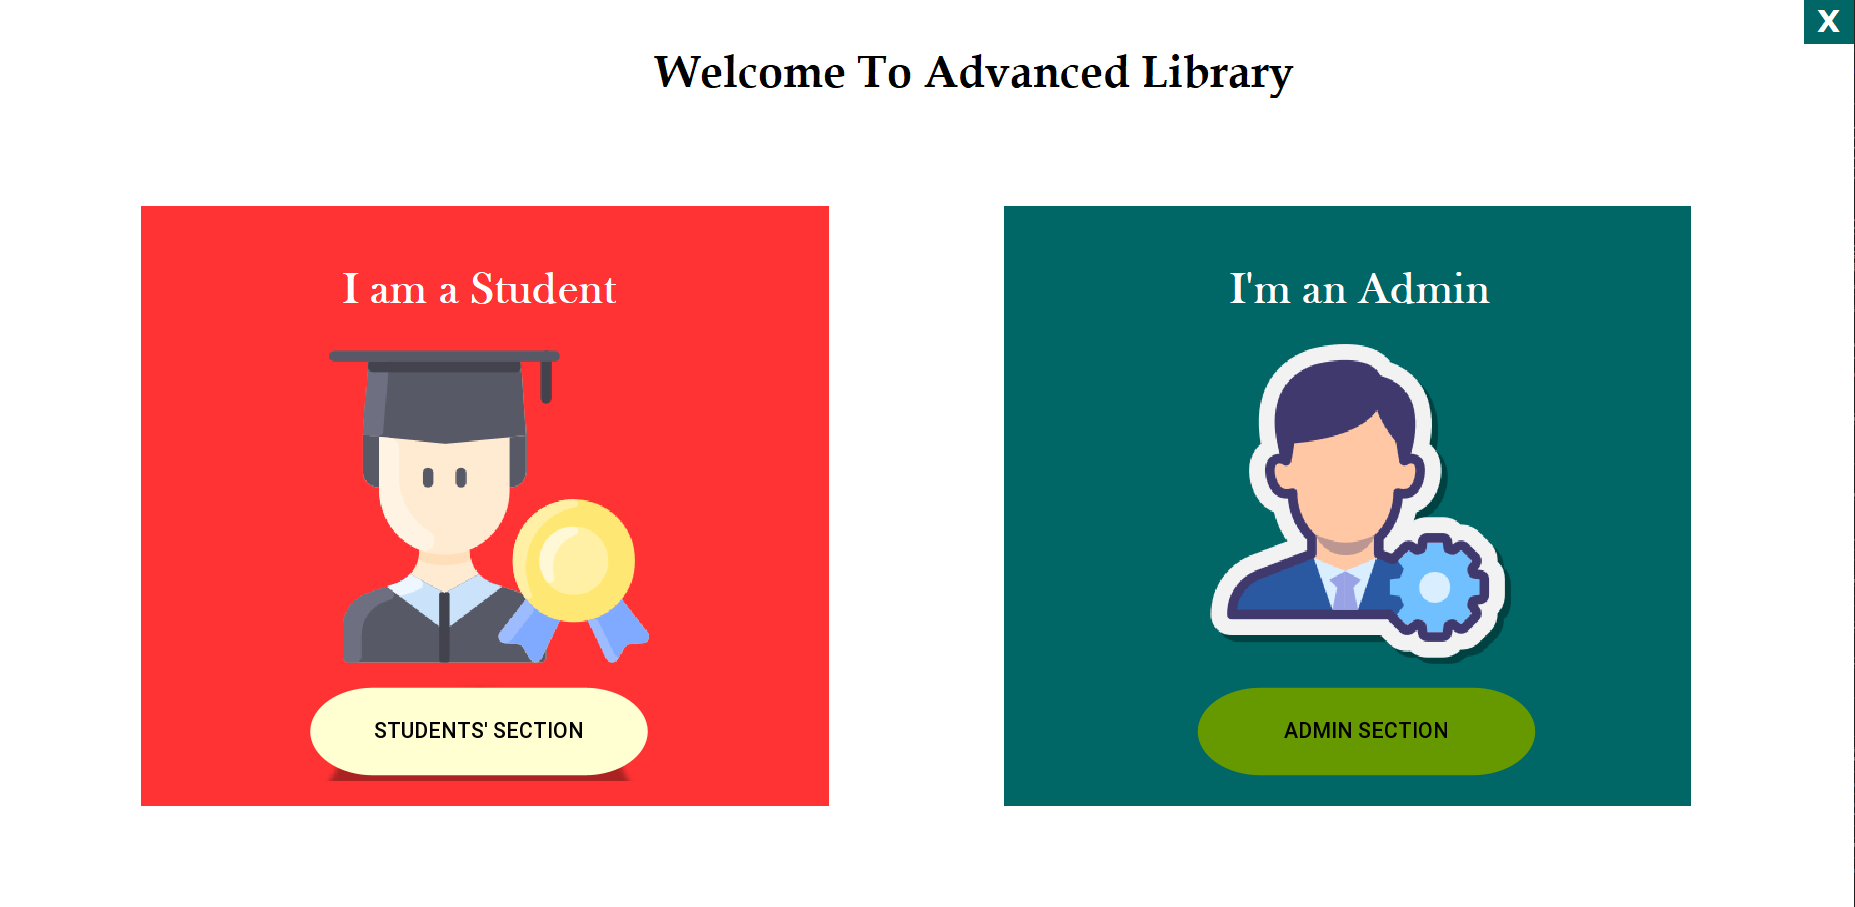 X
Welcome To Advanced Library
I am a Student
I'm an Admin
STUDENTS' SECTION
ADMIN SECTION